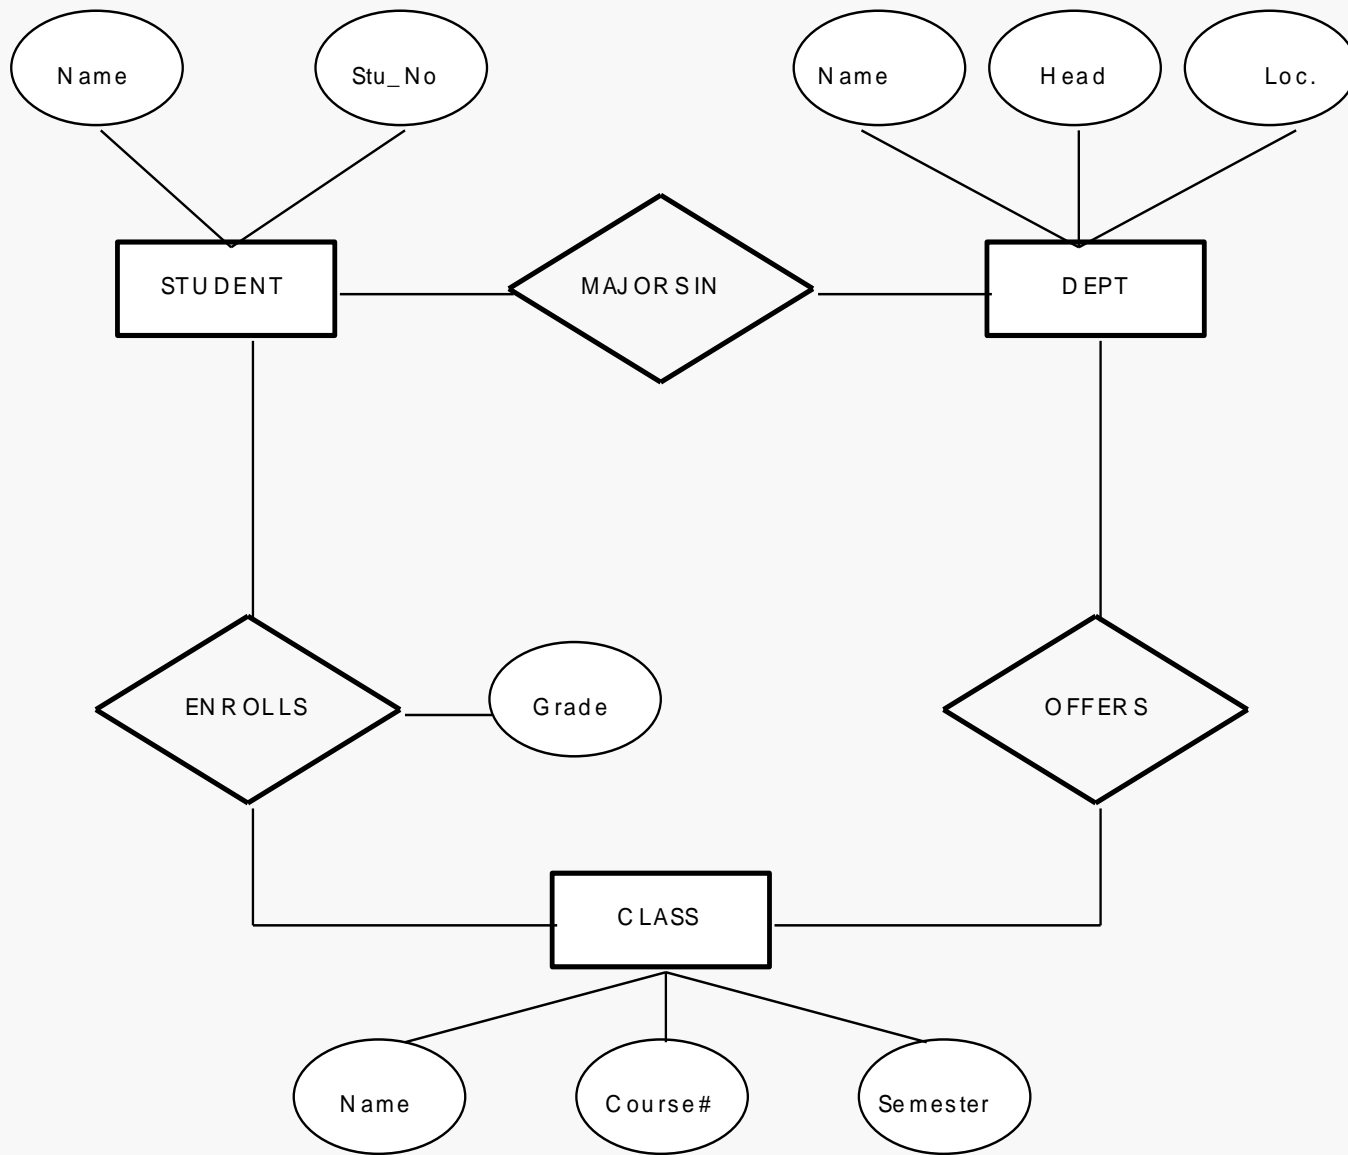 Name
Stu_No
Name
Head
Loc.
STUDENT
MAJORSIN
DEPT
ENROLLS
Grade
OFFERS
CLASS
Name
Course#
Semester